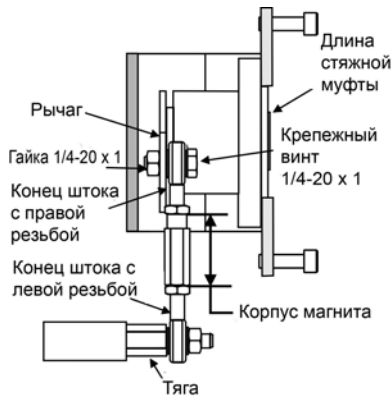 Длина
стяжной
муфты
Рычаг
Гайка 1/4-20 x 1
Крепежный
винт
1/4-20 x 1
Конец штока
с правой
резьбой
Конец штока с
левой резьбой
Корпус магнита
Тяга